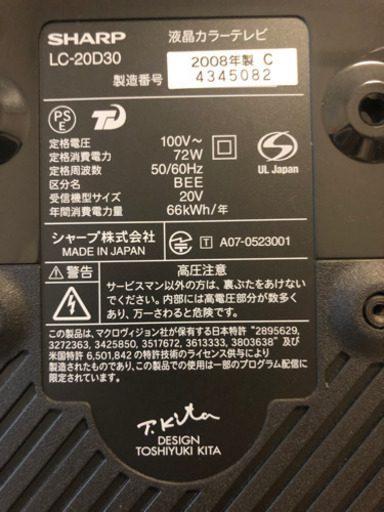 SHARP 液晶カラーテレビ
LC-20D30
製造番号 2008年製 C
4345082
PS
E
定格電圧 100V~
定格消費電力 72W
定格周波数 50/60Hz
区分名 BEE
受信機型サイズ 20V
年間消費電力量 66kWh/年
UL Japan
シャープ株式会社
MADE IN JAPAN
T A07-0523001
警告 高圧注意
サービスマン以外の方は、裏ぶたをあけないで
ください。内部には高電圧部分が数多く
あり、万一さわると危険です。
この製品は、マクロヴィジョン社が保有する日本特許 "2895629,
3272363, 3425850, 3517672, 3613333, 3803638" 及び
米国特許 6,501,842 の特許技術のライセンス供与により
製造されたものであり、この製品での使用は一部のプログラム配信に
限定されています。
T. Kita
DESIGN
TOSHIYUKI KITA